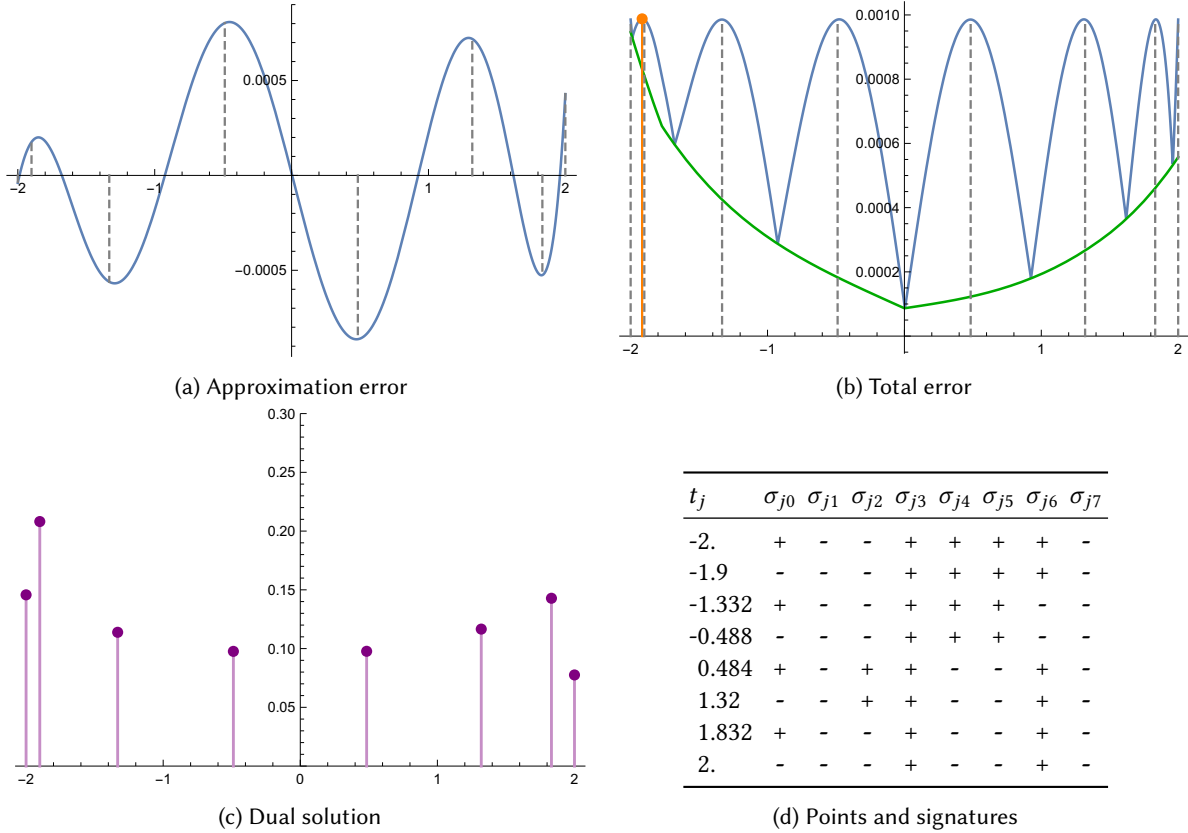 0.0005
-2
-1
1
2
−0.0005
(a) Approximation error
0.0010
0.0008
0.0006
0.0004
0.0002
-2
-1
0
1
2
(b) Total error
0.30
0.25
0.20
0.15
0.10
0.05
-2
-1
0
1
2
(c) Dual solution
t_j σ_j0 σ_j1 σ_j2 σ_j3 σ_j4 σ_j5 σ_j6 σ_j7
-2. + - - + + + + -
-1.9 - - - + + + + -
-1.332 + - - + + + - -
-0.488 - - - + + + - -
0.484 + - + + - - + -
1.32 - - + + - - + -
1.832 + - - + - - + -
2. - - - + - - + -
(d) Points and signatures